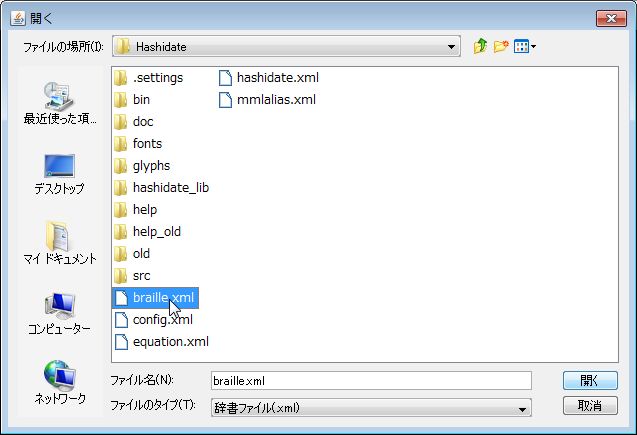 開く
ファイルの場所(I):
Hashidate
最近使った項...
デスクトップ
マイ ドキュメント
コンピューター
ネットワーク
.settings
bin
doc
fonts
glyphs
hashidate_lib
help
help_old
old
src
braille.xml
config.xml
equation.xml
hashidate.xml
mmlalias.xml
ファイル名(N):
braille.xml
開く
ファイルのタイプ(T):
辞書ファイル(.xml)
取消